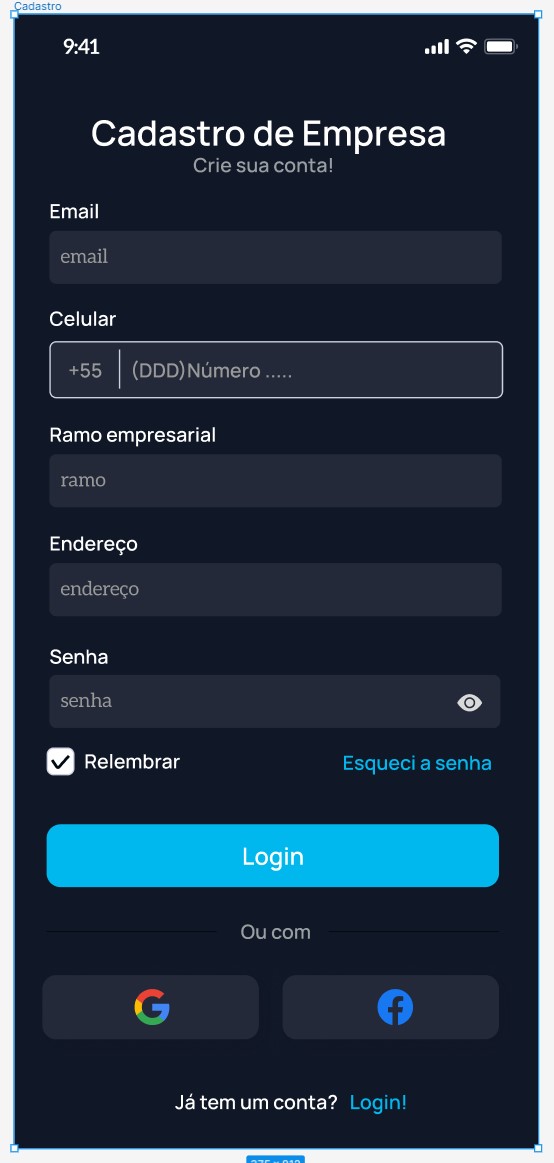 Cadastro
9:41
Cadastro de Empresa
Crie sua conta!
Email
email
Celular
+55 (DDD)Número .....
Ramo empresarial
ramo
Endereço
endereço
Senha
senha
Relembrar Esqueci a senha
Login
Ou com
Já tem um conta? Login!